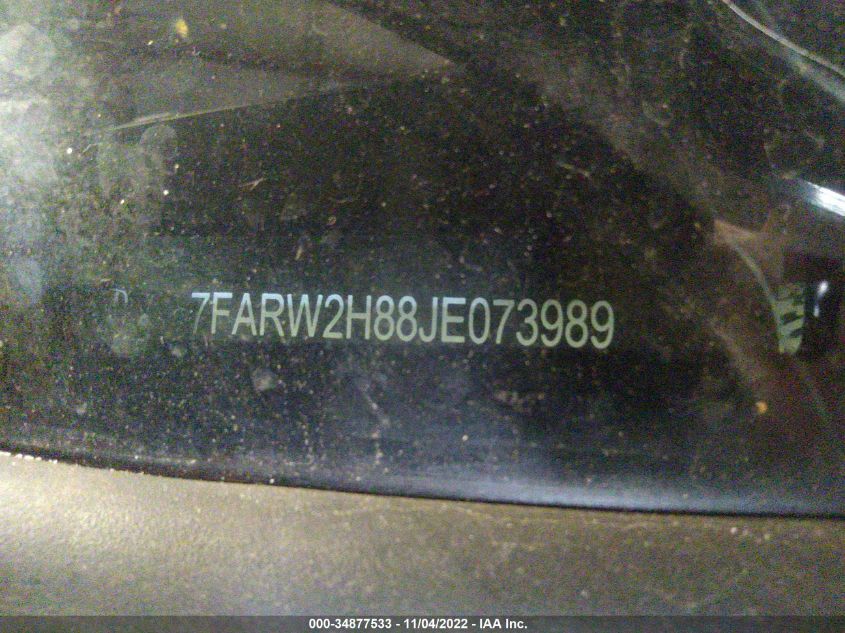 7FARW2H88JE073989
000-34877533 - 11/04/2022 - IAA Inc.